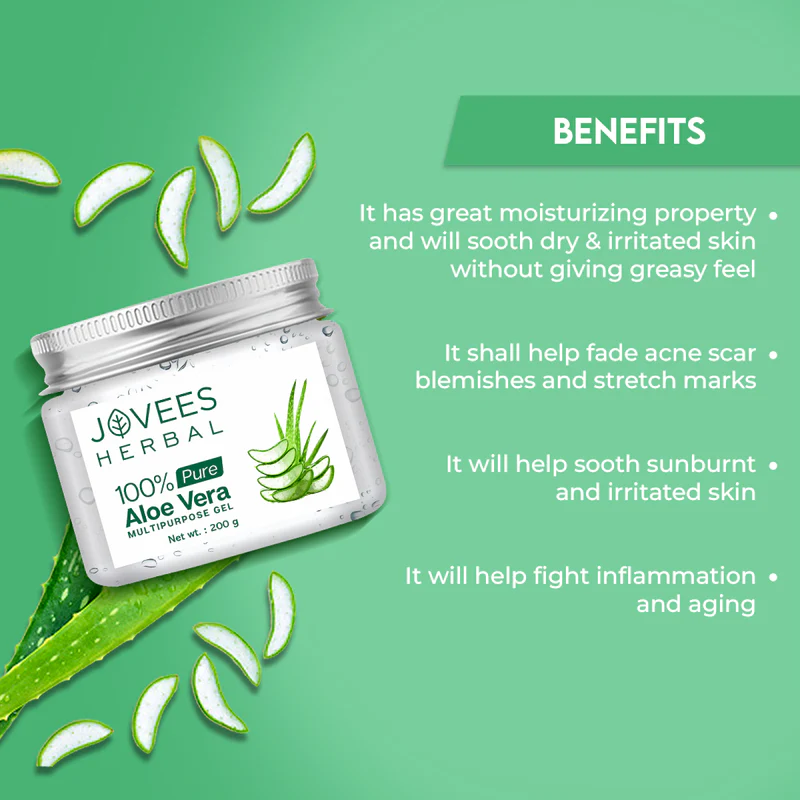 BENEFITS
It has great moisturizing property
and will sooth dry & irritated skin
without giving greasy feel
It shall help fade acne scar
blemishes and stretch marks
It will help sooth sunburnt
and irritated skin
It will help fight inflammation
and aging
JOVEES
HERBAL
100% Pure
Aloe Vera
MULTIPURPOSE GEL
Net wt. : 200 g